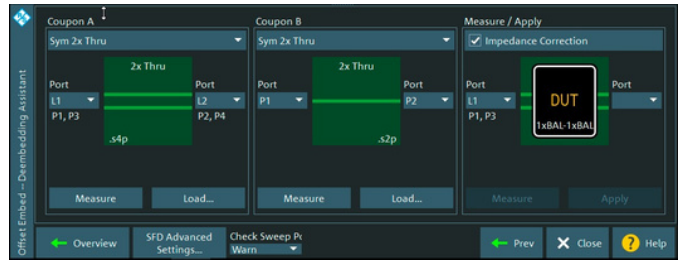 Coupon A
Coupon B
Measure / Apply
Sym 2x Thru
Sym 2x Thru
Impedance Correction
2x Thru
2x Thru
Port
Port
Port
Port
Port
Port
L1
L2
P1
P2
L1
DUT
P1, P3
P2, P4
P1, P3
1xBAL-1xBAL
.s4p
.s2p
Measure
Load...
Measure
Load...
Measure
Apply
Offset Embed – Deembedding Assistant
Overview
SFD Advanced
Settings...
Check Sweep Po
Warn
Prev
Close
? Help